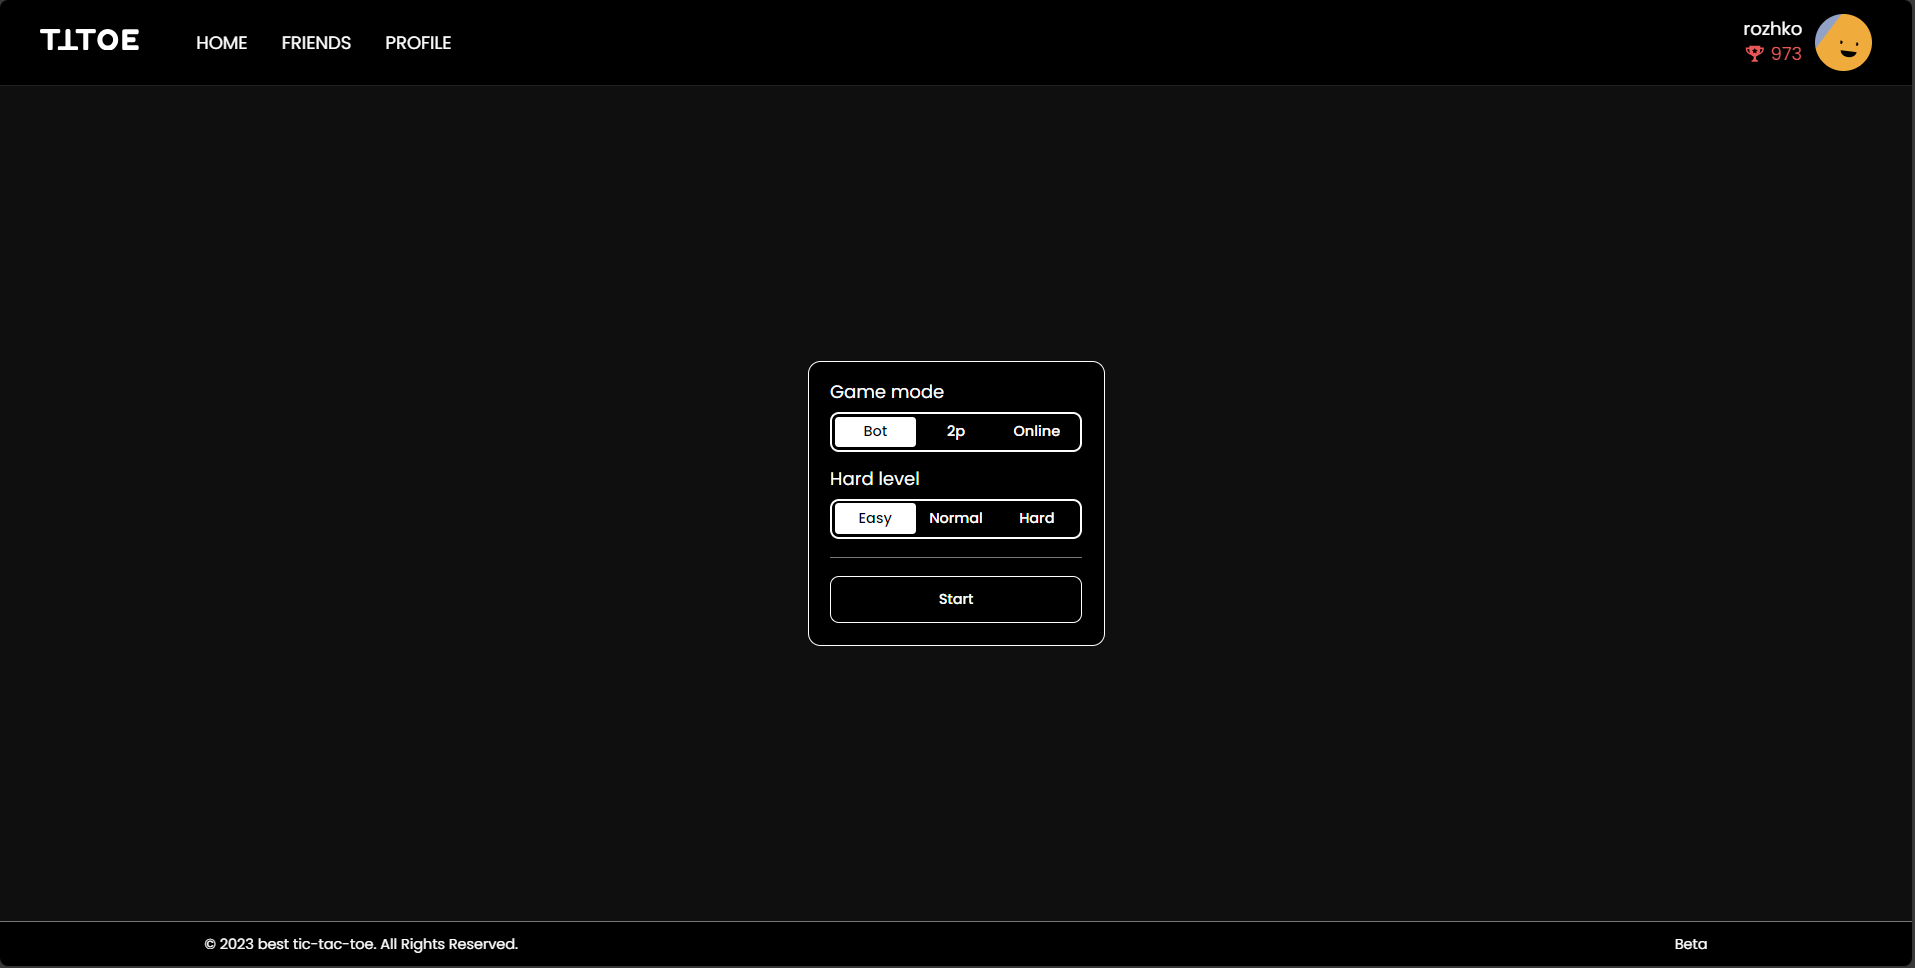 TITOE HOME FRIENDS PROFILE
rozhko
973
Game mode
Bot 2p Online
Hard level
Easy Normal Hard
Start
© 2023 best tic-tac-toe. All Rights Reserved. Beta